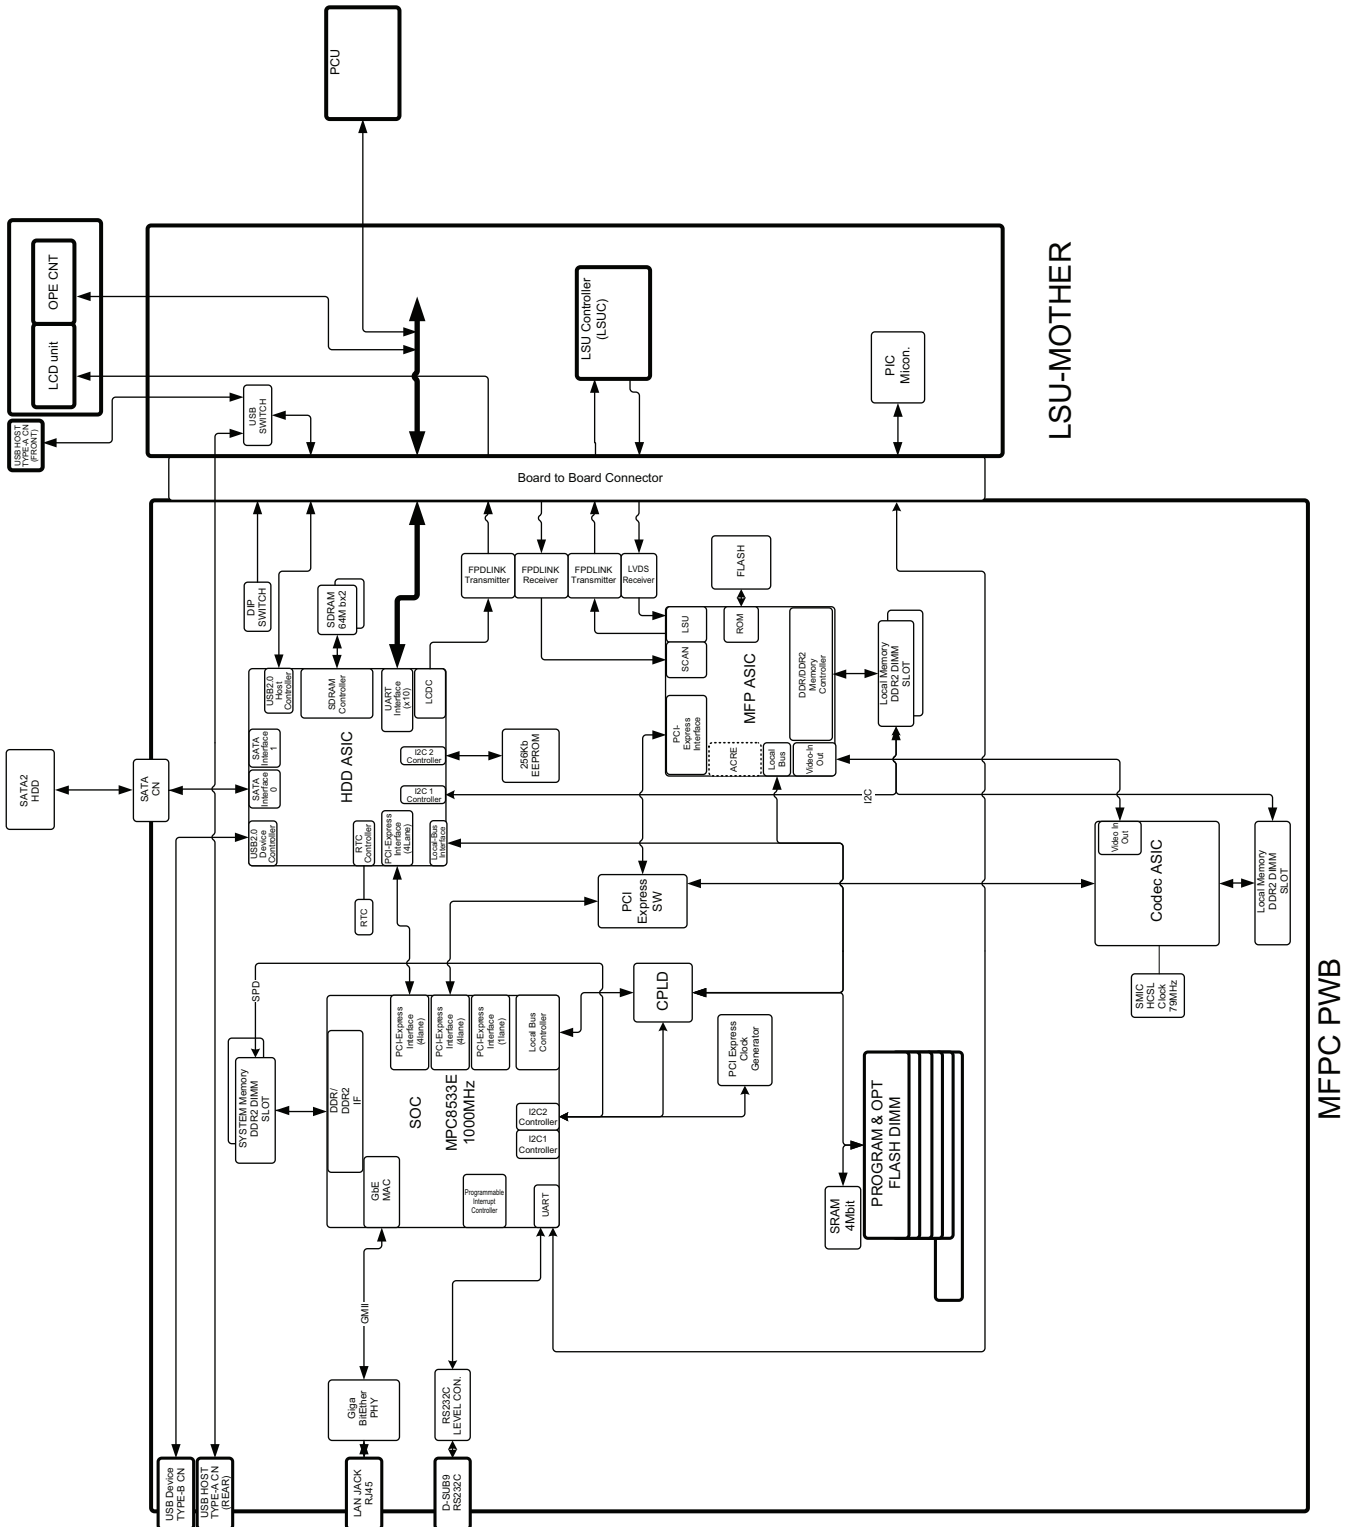 PCU
OPE CNT
LCD unit
USB HOST
TYPE-A CN
(FRONT)
USB
SWITCH
LSU Controller
(LSUC)
PIC
Micon.
LSU-MOTHER
Board to Board Connector
DIP
SWITCH
SDRAM
64M bx2
FPDLINK
Transmitter
FPDLINK
Receiver
FPDLINK
Transmitter
LVDS
Receiver
FLASH
SATA2
HDD
SATA
CN
USB2.0
Host
Controller
SDRAM
Controller
UART
Interface
(x10)
LCDC
SATA
Interface
1
SATA
Interface
0
HDD ASIC
I2C 2
Controller
I2C 1
Controller
USB2.0
Device
Controller
RTC
Controller
PCI-Express
Interface
(4Lane)
Local-Bus
Interface
256Kb
EEPROM
RTC
LSU
SCAN
ROM
PCI-
Express
Interface
MFP ASIC
DDR/DDR2
Memory
Controller
ACRE
Local
Bus
Video-In
Out
Local Memory
DDR2 DIMM
SLOT
I2C
PCI
Express
SW
Video In
Out
Codec ASIC
Local Memory
DDR2 DIMM
SLOT
SMIC
HCSL
Clock
79MHz
SPD
SYSTEM Memory
DDR2 DIMM
SLOT
DDR/
DDR2
IF
PCI-Express
Interface
(4lane)
PCI-Express
Interface
(4lane)
PCI-Express
Interface
(1lane)
Local Bus
Controller
SOC
MPC8533E
1000MHz
I2C2
Controller
I2C1
Controller
GbE
MAC
Programmable
Interrupt
Controller
UART
CPLD
PCI Express
Clock
Generator
SRAM
4Mbit
PROGRAM & OPT
FLASH DIMM
GMII
Giga
BitEther
PHY
RS232C
LEVEL CON.
USB Device
TYPE-B CN
USB HOST
TYPE-A CN
(REAR)
LAN JACK
RJ45
D-SUB9
RS232C
MFPC PWB